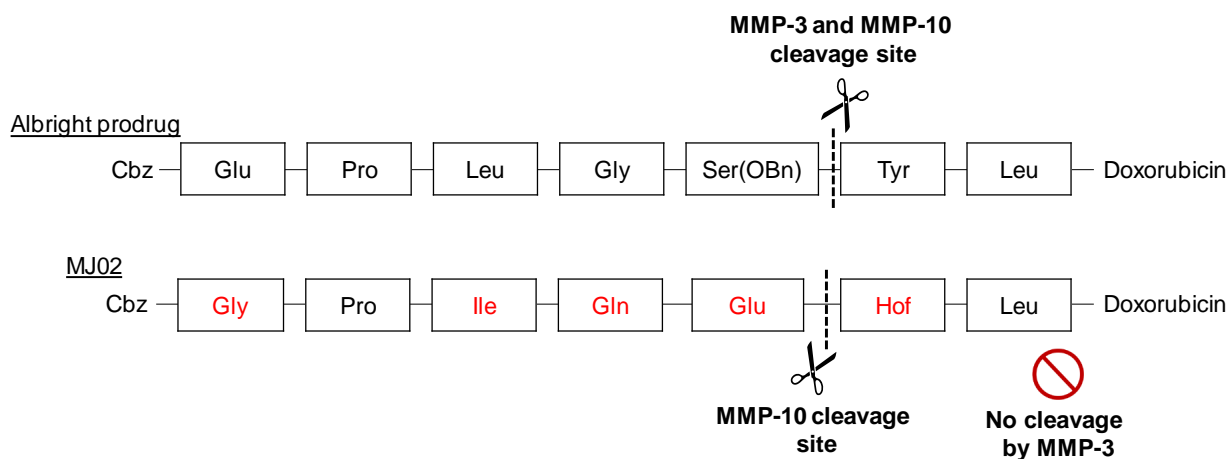 MMP-3 and MMP-10
cleavage site
Albright prodrug
Cbz Glu Pro Leu Gly Ser(OBn) Tyr Leu Doxorubicin
MJ02
Cbz Gly Pro Ile Gln Glu Hof Leu Doxorubicin
MMP-10 cleavage
site
No cleavage
by MMP-3